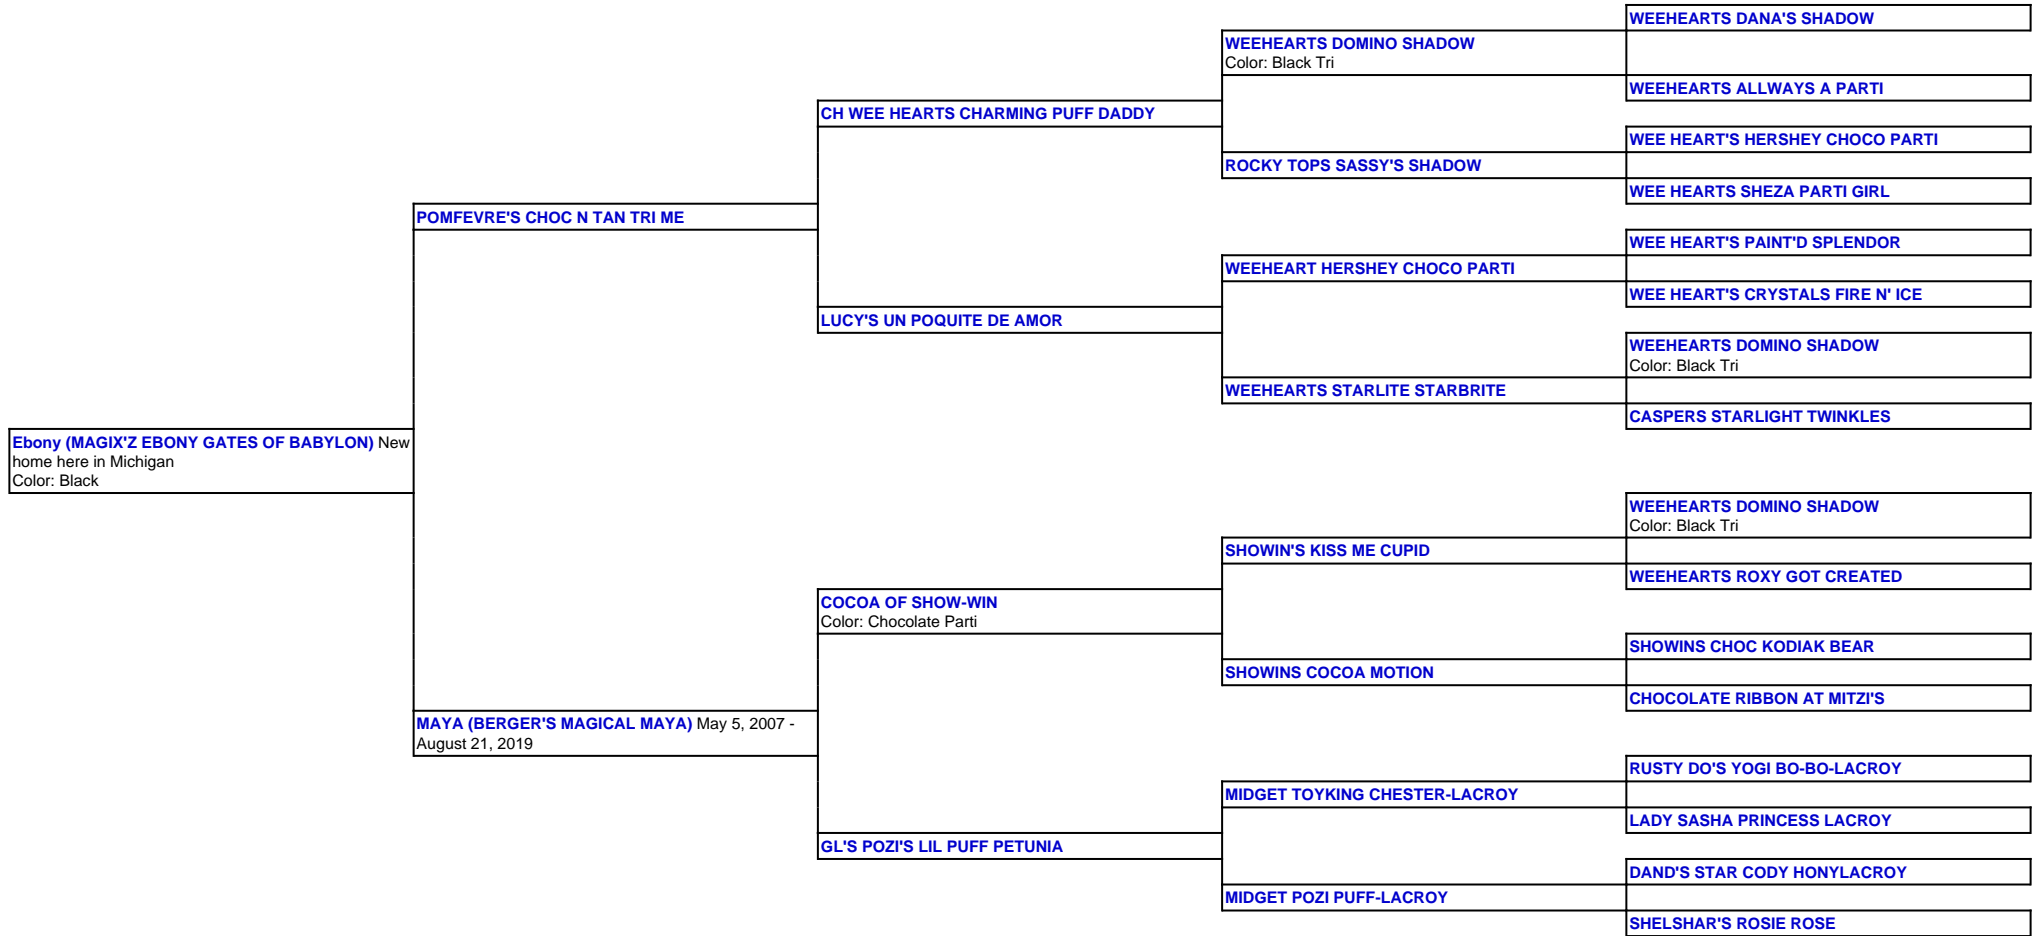 WEEHEARTS DANA'S SHADOW
WEEHEARTS DOMINO SHADOW
Color: Black Tri
WEEHEARTS ALLWAYS A PARTI
CH WEE HEARTS CHARMING PUFF DADDY
WEE HEART'S HERSHEY CHOCO PARTI
ROCKY TOPS SASSY'S SHADOW
WEE HEARTS SHEZA PARTI GIRL
POMFEVRE'S CHOC N TAN TRI ME
WEE HEART'S PAINT'D SPLENDOR
WEEHEART HERSHEY CHOCO PARTI
WEE HEART'S CRYSTALS FIRE N' ICE
LUCY'S UN POQUITE DE AMOR
WEEHEARTS DOMINO SHADOW
Color: Black Tri
WEEHEARTS STARLITE STARBRITE
CASPERS STARLIGHT TWINKLES
Ebony (MAGIX'Z EBONY GATES OF BABYLON) New
home here in Michigan
Color: Black
WEEHEARTS DOMINO SHADOW
Color: Black Tri
SHOWIN'S KISS ME CUPID
WEEHEARTS ROXY GOT CREATED
COCOA OF SHOW-WIN
Color: Chocolate Parti
SHOWINS CHOC KODIAK BEAR
SHOWINS COCOA MOTION
CHOCOLATE RIBBON AT MITZI'S
MAYA (BERGER'S MAGICAL MAYA) May 5, 2007 -
August 21, 2019
RUSTY DO'S YOGI BO-BO-LACROY
MIDGET TOYKING CHESTER-LACROY
LADY SASHA PRINCESS LACROY
GL'S POZI'S LIL PUFF PETUNIA
DAND'S STAR CODY HONYLACROY
MIDGET POZI PUFF-LACROY
SHELSHAR'S ROSIE ROSE